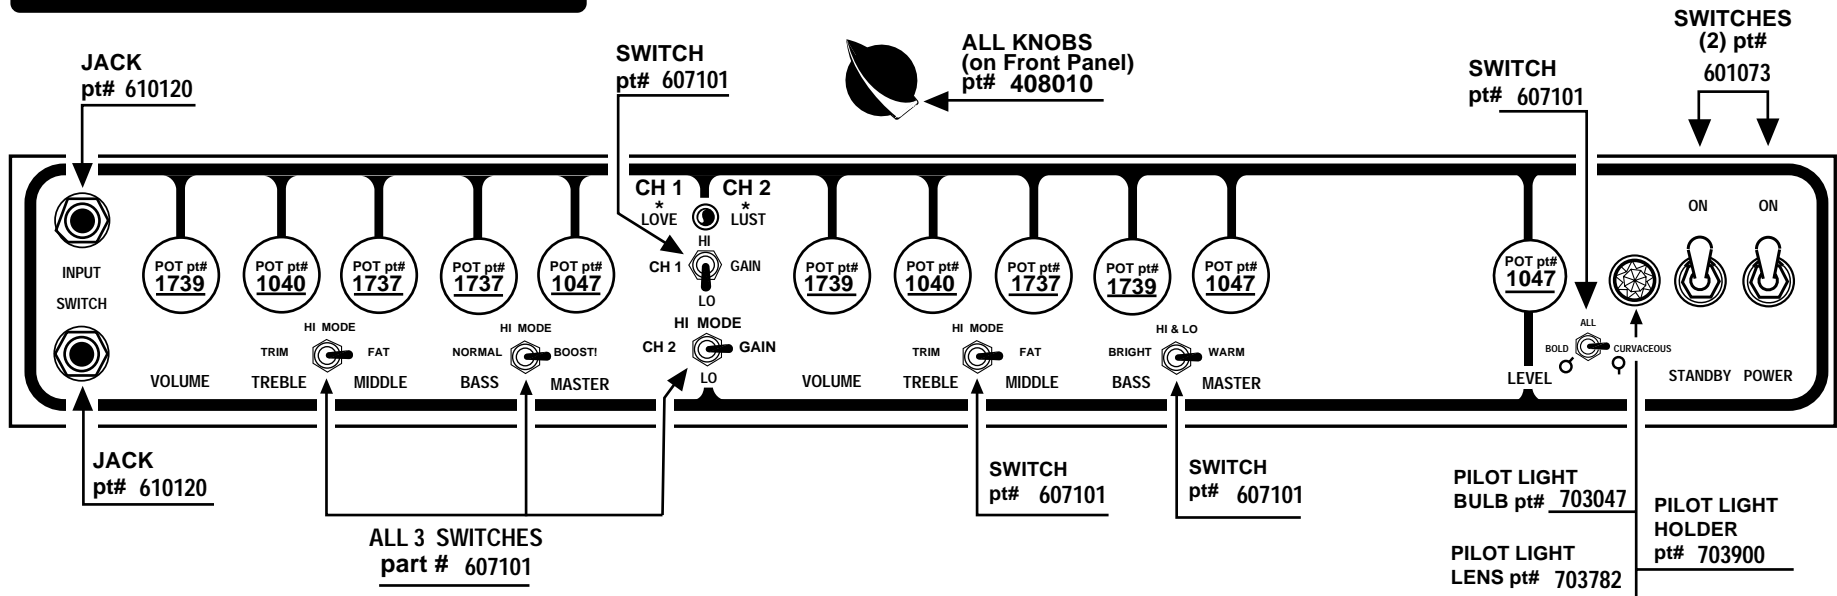 JACK
pt# 610120
SWITCH
pt# 607101
ALL KNOBS
(on Front Panel)
pt# 408010
SWITCH
pt# 607101
SWITCHES
(2) pt#
601073
INPUT
SWITCH
POT pt#
1739
VOLUME
POT pt#
1040
TREBLE
HI MODE
TRIM FAT
POT pt#
1737
MIDDLE
POT pt#
1737
BASS
HI MODE
NORMAL BOOST!
POT pt#
1047
MASTER
CH 1 CH 2
* *
LOVE LUST
HI
CH 1 GAIN
LO
HI MODE
CH 2 GAIN
LO
POT pt#
1739
VOLUME
POT pt#
1040
TREBLE
HI MODE
TRIM FAT
POT pt#
1737
MIDDLE
POT pt#
1739
BASS
HI & LO
BRIGHT WARM
POT pt#
1047
MASTER
POT pt#
1047
LEVEL
ALL
BOLD CURVACEOUS
ON ON
STANDBY POWER
JACK
pt# 610120
ALL 3 SWITCHES
part # 607101
SWITCH
pt# 607101
SWITCH
pt# 607101
PILOT LIGHT
BULB pt# 703047
PILOT LIGHT
HOLDER
pt# 703900
PILOT LIGHT
LENS pt# 703782